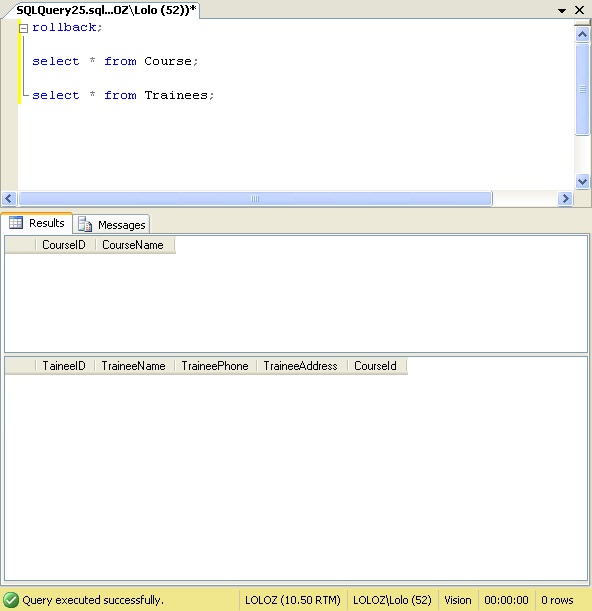 SQLQuery25.sql...OZ\Lolo (52))*
rollback;
select * from Course;
select * from Trainees;
Results Messages
CourseID CourseName
TaineeID TraineeName TraineePhone TraineeAddress CourseId
Query executed successfully. LOLOZ (10.50 RTM) LOLOZ\Lolo (52) Vision 00:00:00 0 rows